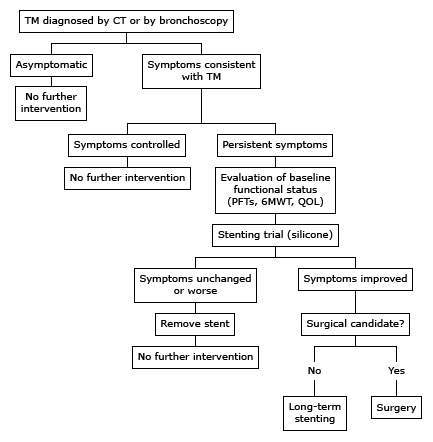 TM diagnosed by CT or by bronchoscopy
Asymptomatic
Symptoms consistent
with TM
No further
intervention
Symptoms controlled
Persistent symptoms
No further intervention
Evaluation of baseline
functional status
(PFTs, 6MWT, QOL)
Stenting trial (silicone)
Symptoms unchanged
or worse
Symptoms improved
Remove stent
Surgical candidate?
No further intervention
No
Yes
Long-term
stenting
Surgery